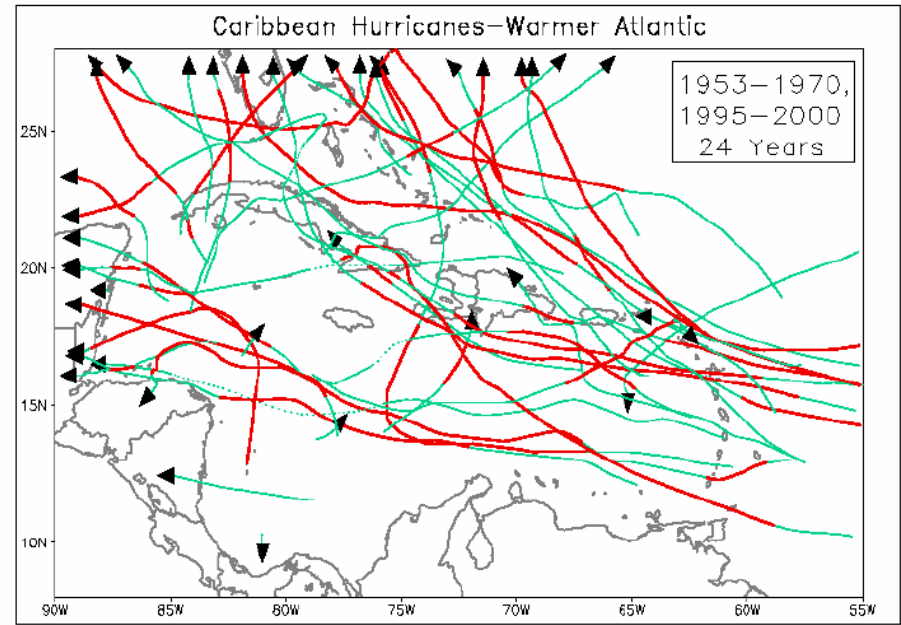 Caribbean Hurricanes–Warmer Atlantic
1953–1970,
1995–2000
24 Years
25N
20N
15N
10N
90W 85W 80W 75W 70W 65W 60W 55W